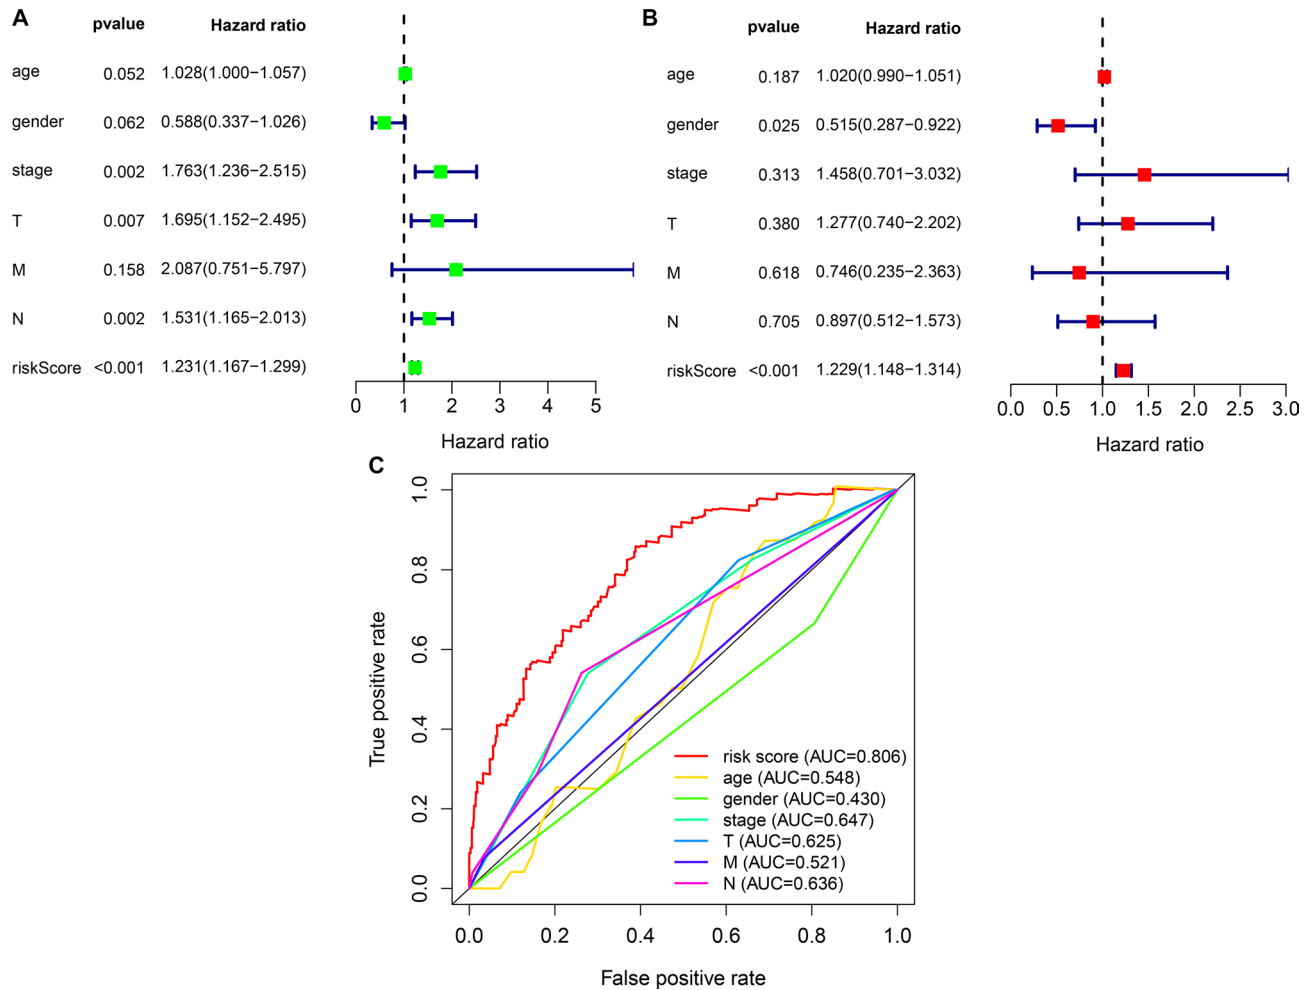 A
pvalue Hazard ratio
age 0.052 1.028(1.000−1.057)
gender 0.062 0.588(0.337−1.026)
stage 0.002 1.763(1.236−2.515)
T 0.007 1.695(1.152−2.495)
M 0.158 2.087(0.751−5.797)
N 0.002 1.531(1.165−2.013)
riskScore <0.001 1.231(1.167−1.299)
0 1 2 3 4 5
Hazard ratio
B
pvalue Hazard ratio
age 0.187 1.020(0.990−1.051)
gender 0.025 0.515(0.287−0.922)
stage 0.313 1.458(0.701−3.032)
T 0.380 1.277(0.740−2.202)
M 0.618 0.746(0.235−2.363)
N 0.705 0.897(0.512−1.573)
riskScore <0.001 1.229(1.148−1.314)
0.0 0.5 1.0 1.5 2.0 2.5 3.0
Hazard ratio
C
True positive rate
1.0
0.8
0.6
0.4
0.2
0.0
risk score (AUC=0.806)
age (AUC=0.548)
gender (AUC=0.430)
stage (AUC=0.647)
T (AUC=0.625)
M (AUC=0.521)
N (AUC=0.636)
0.0 0.2 0.4 0.6 0.8 1.0
False positive rate